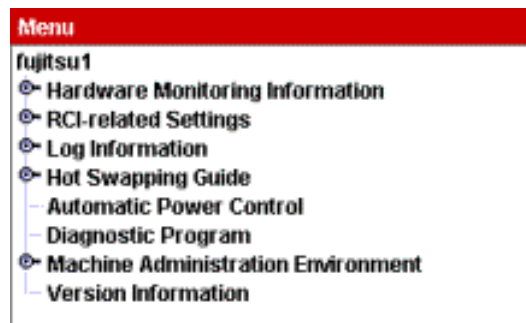 Menu
fujitsu1
Hardware Monitoring Information
RCI-related Settings
Log Information
Hot Swapping Guide
Automatic Power Control
Diagnostic Program
Machine Administration Environment
Version Information